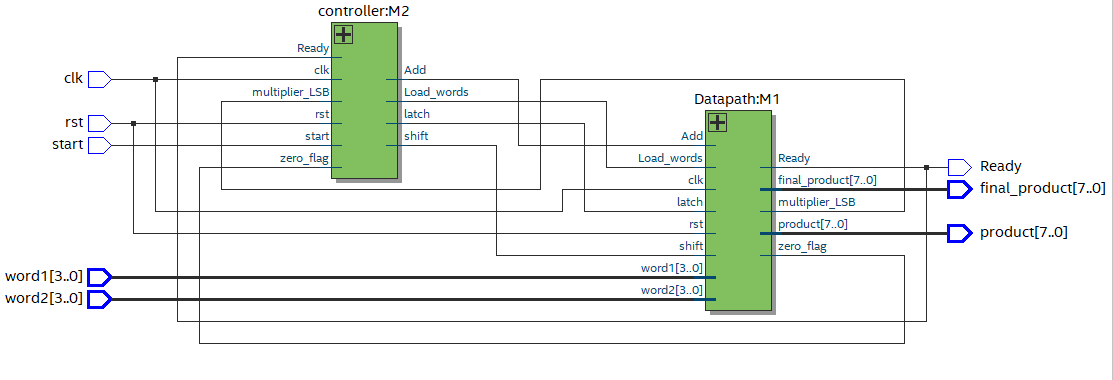 controller:M2
Ready
clk
multiplier_LSB
rst
start
zero_flag
Add
Load_words
latch
shift
clk
rst
start
word1[3..0]
word2[3..0]
Datapath:M1
Add
Load_words
clk
latch
rst
shift
word1[3..0]
word2[3..0]
Ready
final_product[7..0]
multiplier_LSB
product[7..0]
zero_flag
Ready
final_product[7..0]
product[7..0]